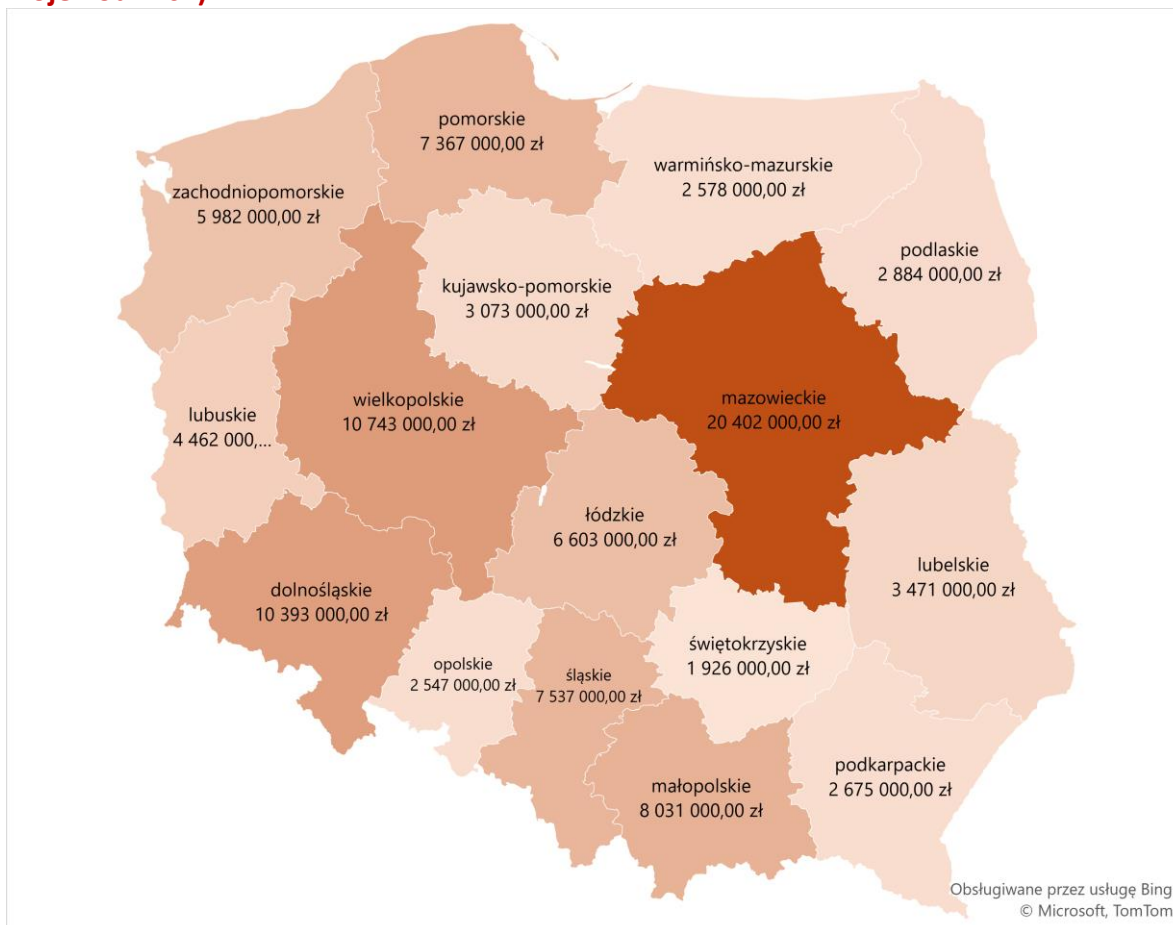 pomorskie
7 367 000,00 zł
warmińsko-mazurskie
2 578 000,00 zł
zachodniopomorskie
5 982 000,00 zł
podlaskie
2 884 000,00 zł
kujawsko-pomorskie
3 073 000,00 zł
wielkopolskie
10 743 000,00 zł
mazowieckie
20 402 000,00 zł
lubuskie
4 462 000,...
łódzkie
6 603 000,00 zł
lubelskie
3 471 000,00 zł
dolnośląskie
10 393 000,00 zł
świętokrzyskie
1 926 000,00 zł
opolskie
2 547 000,00 zł
śląskie
7 537 000,00 zł
podkarpackie
2 675 000,00 zł
małopolskie
8 031 000,00 zł
Obsługiwane przez usługę Bing
© Microsoft, TomTom